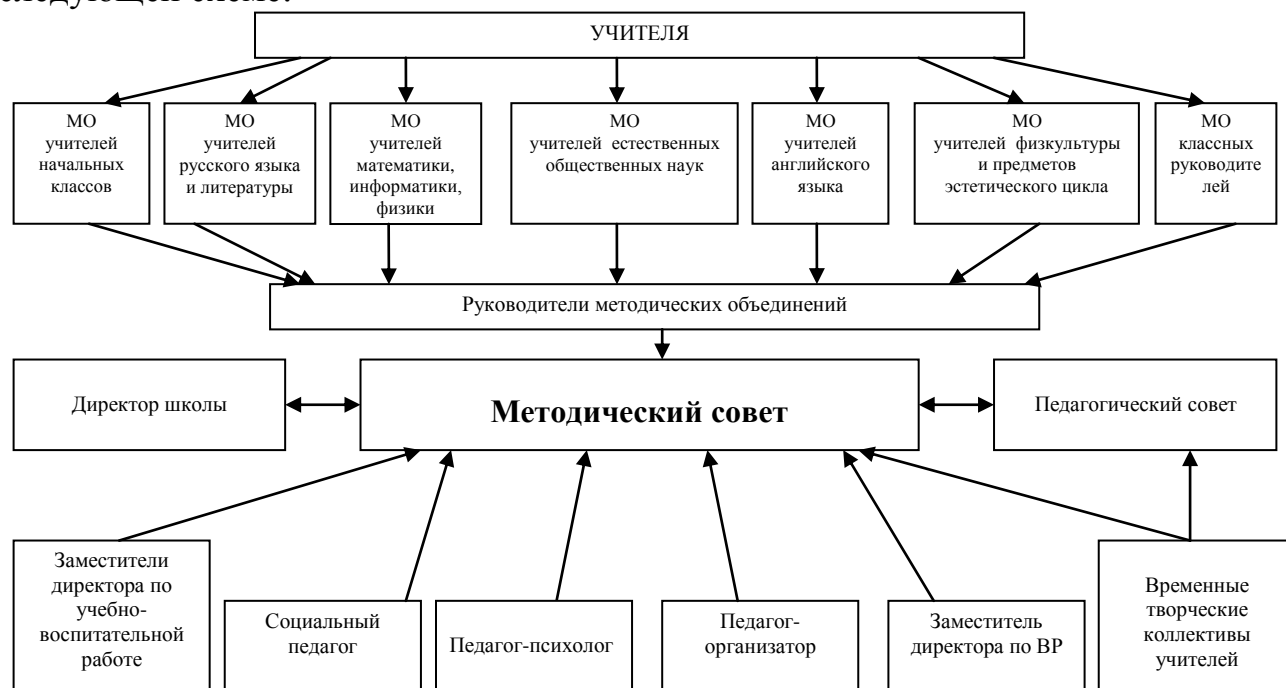 следующей схеме:
УЧИТЕЛЯ
МО
учителей
начальных
классов
МО
учителей
русского языка
и литературы
МО
учителей
математики,
информатики,
физики
МО
учителей естественных
общественных наук
МО
учителей
английского
языка
МО
учителей физкультуры
и предметов
эстетического цикла
МО
классных
руководите
лей
Руководители методических объединений
Директор школы
Методический совет
Педагогический совет
Заместители
директора по
учебно-
воспитательной
работе
Социальный
педагог
Педагог-психолог
Педагог-
организатор
Заместитель
директора по ВР
Временные
творческие
коллективы
учителей